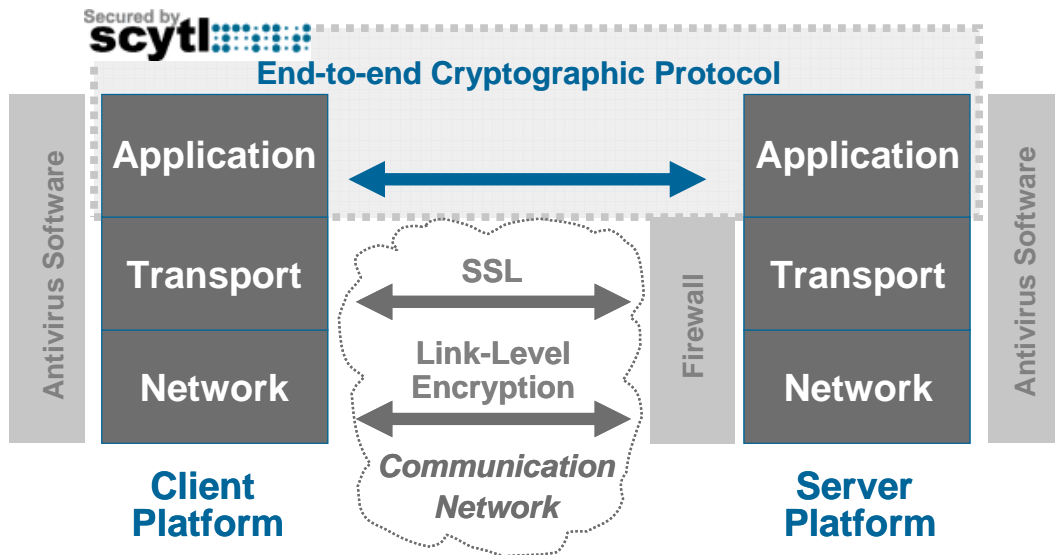 Secured by
scytl
End-to-end Cryptographic Protocol
Antivirus Software
Application
Transport
Network
Client
Platform
SSL
Link-Level
Encryption
Communication
Network
Firewall
Application
Transport
Network
Server
Platform
Antivirus Software